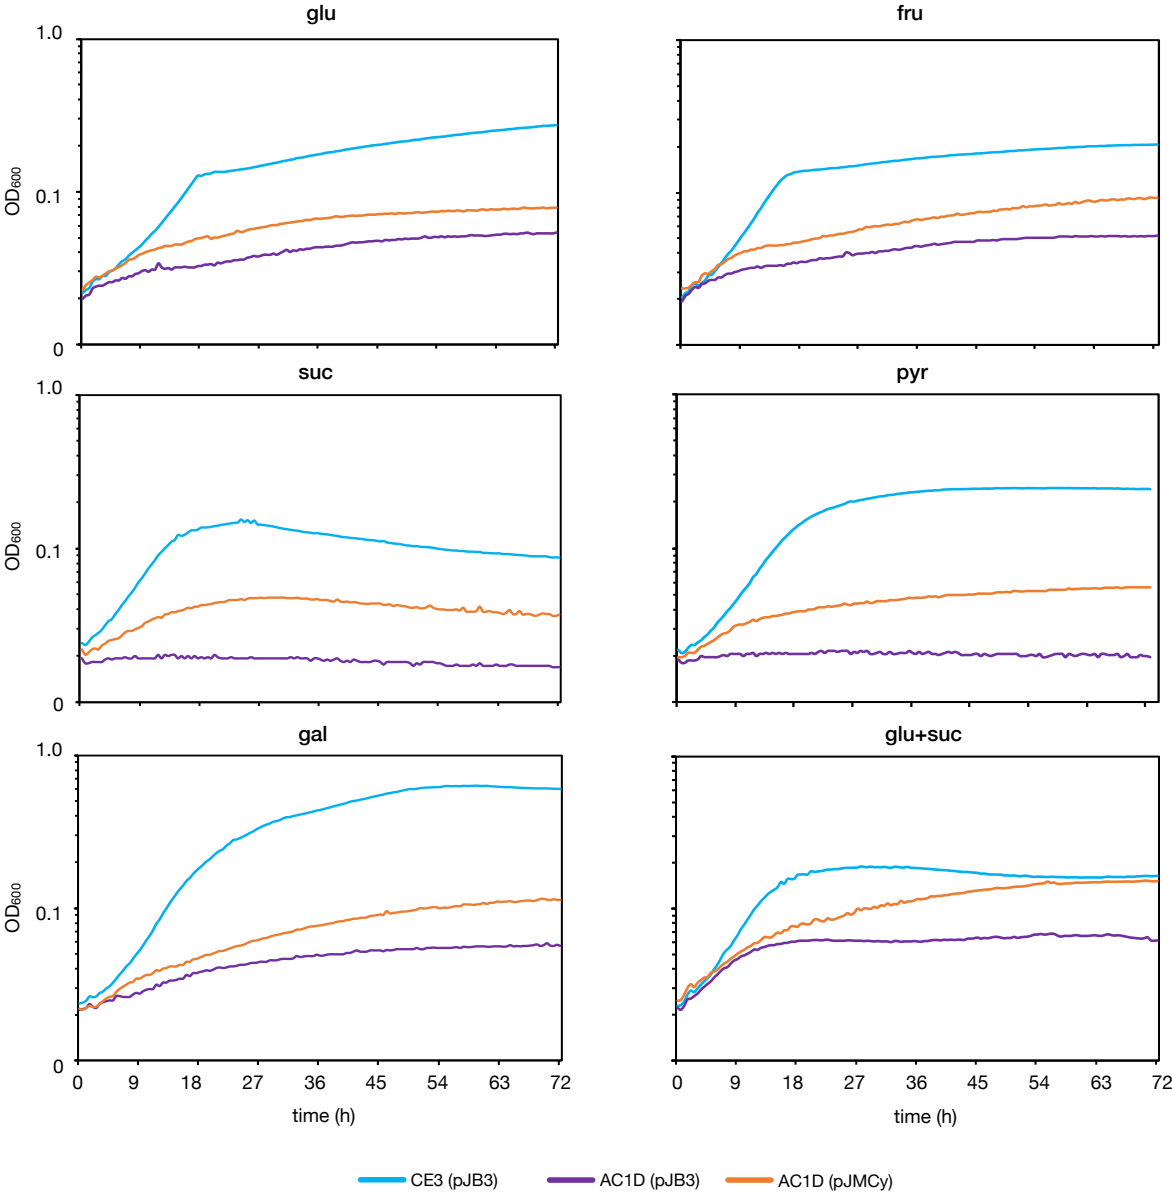 glu
fru
1.0
OD600
0.1
0
suc
pyr
1.0
OD600
0.1
0
gal
glu+suc
1.0
OD600
0.1
0
0 9 18 27 36 45 54 63 72
0 9 18 27 36 45 54 63 72
time (h)
time (h)
CE3 (pJB3)
AC1D (pJB3)
AC1D (pJMCy)